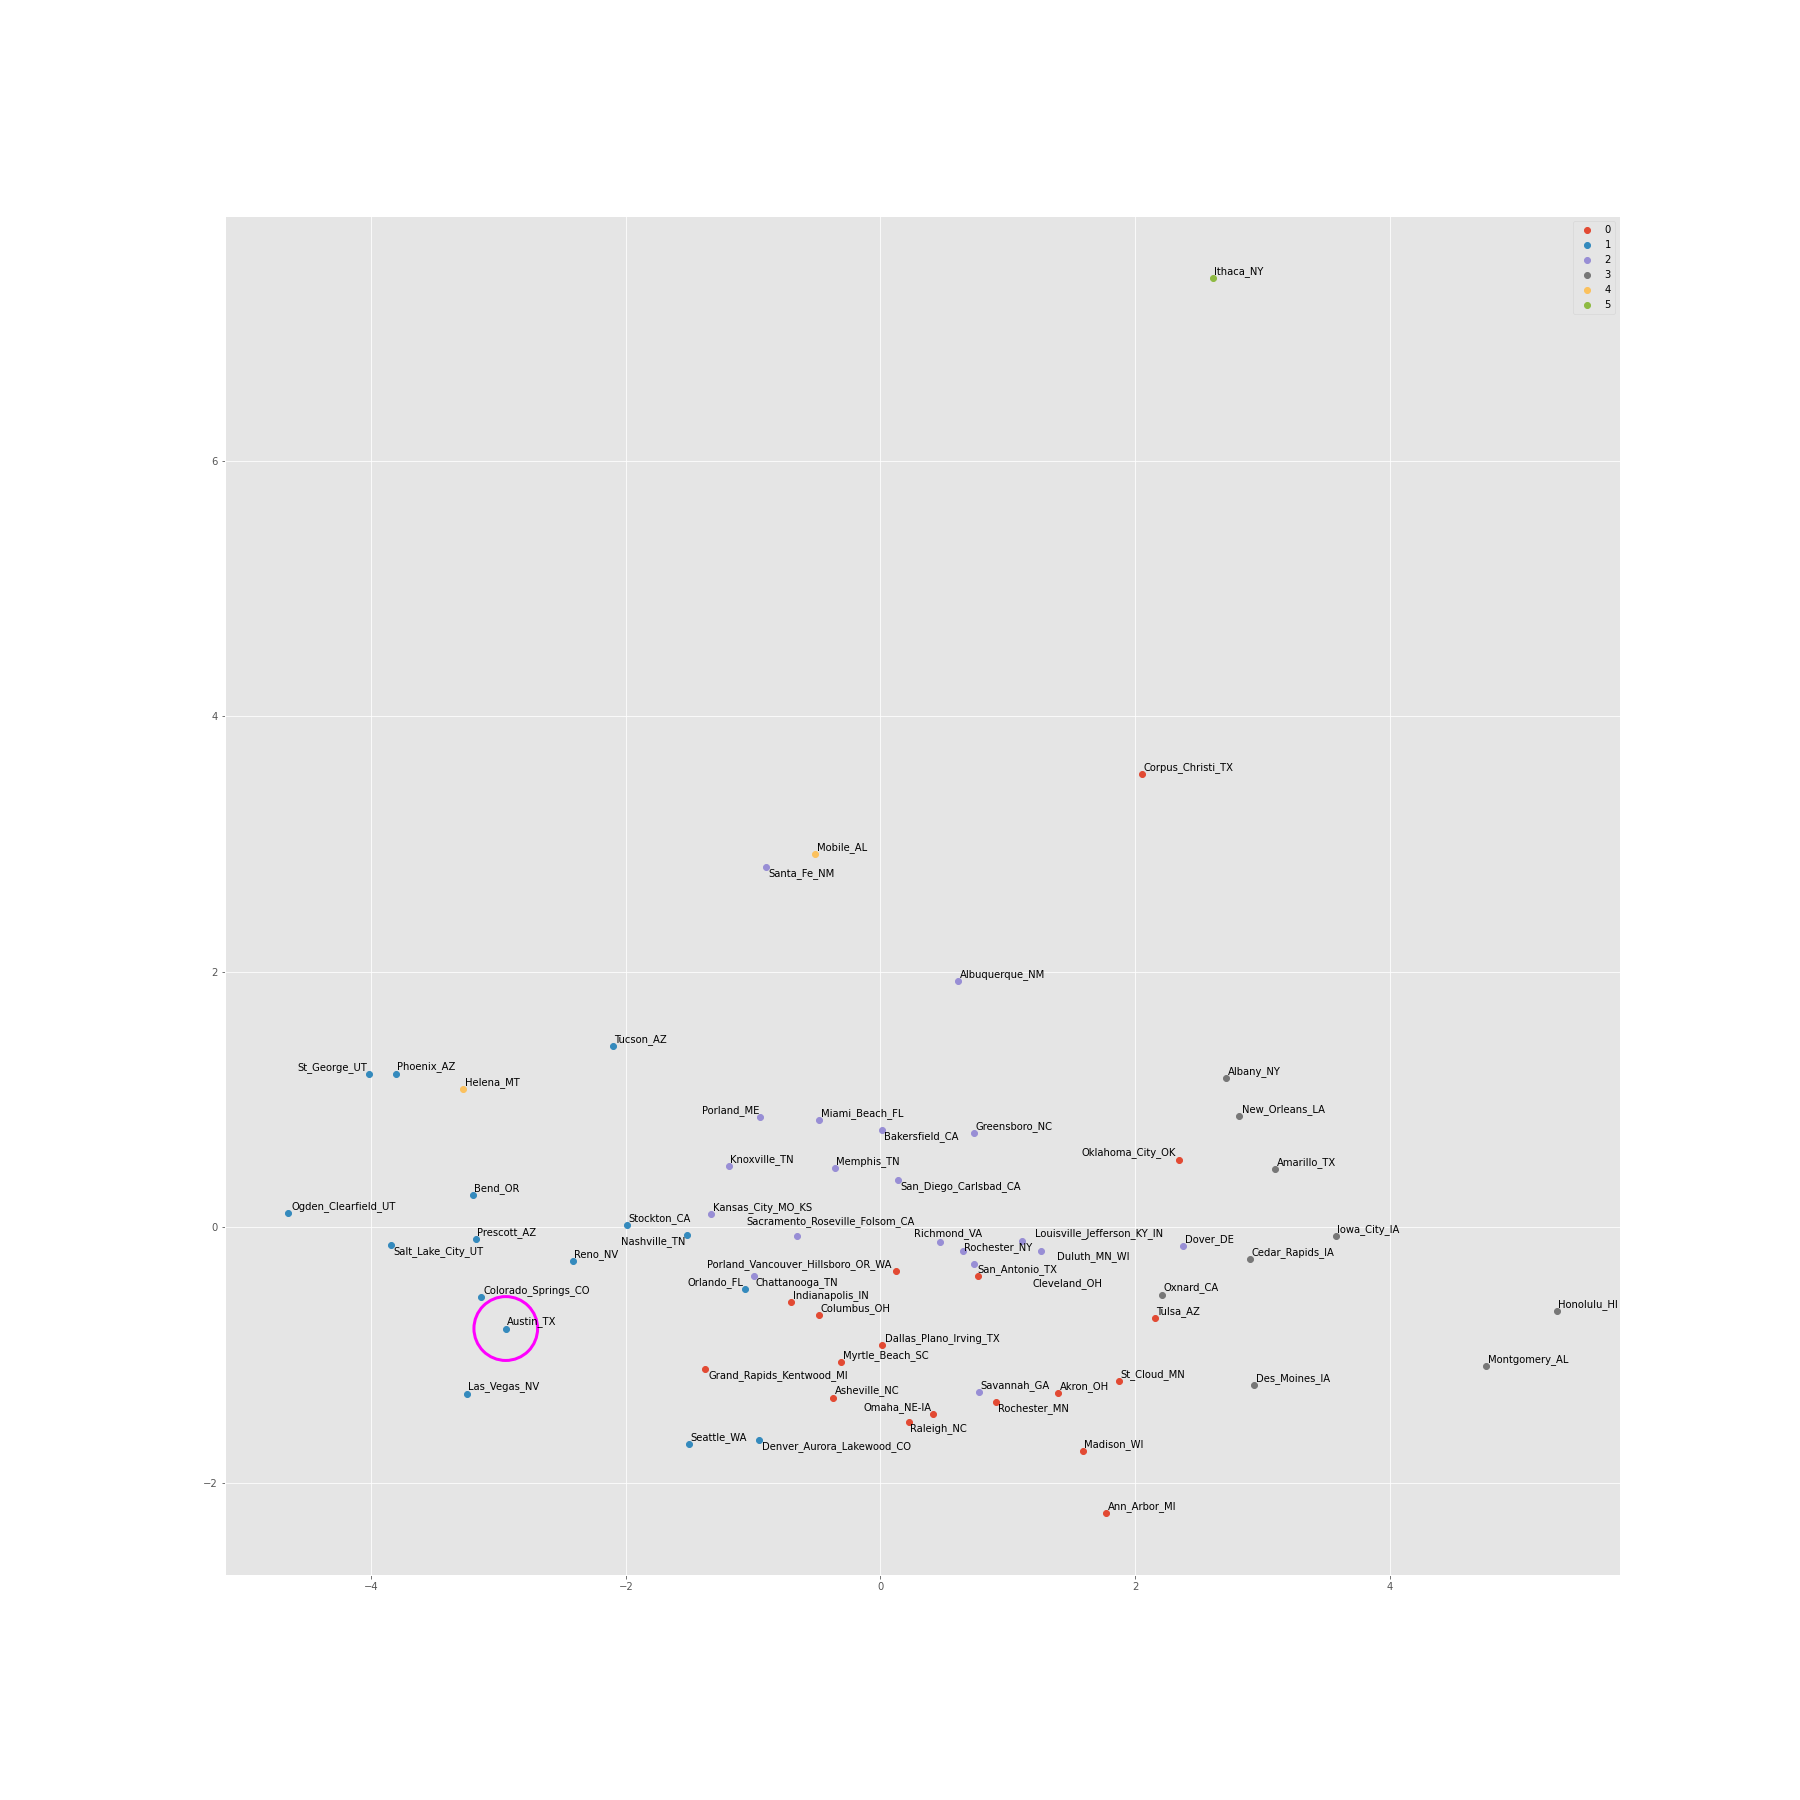 0
1
2
3
4
5
Ithaca_NY
6
4
Corpus_Christi_TX
Mobile_AL
Santa_Fe_NM
2
Albuquerque_NM
Tucson_AZ
St_George_UT
Phoenix_AZ
Helena_MT
Albany_NY
Porland_ME
Miami_Beach_FL
New_Orleans_LA
Bakersfield_CA
Greensboro_NC
Oklahoma_City_OK
Knoxville_TN
Memphis_TN
Amarillo_TX
San_Diego_Carlsbad_CA
Bend_OR
Ogden_Clearfield_UT
Kansas_City_MO_KS
Stockton_CA
Sacramento_Roseville_Folsom_CA
0
Prescott_AZ
Nashville_TN
Richmond_VA
Louisville_Jefferson_KY_IN
Dover_DE
Iowa_City_IA
Salt_Lake_City_UT
Reno_NV
Rochester_NY
Duluth_MN_WI
Cedar_Rapids_IA
Porland_Vancouver_Hillsboro_OR_WA
San_Antonio_TX
Orlando_FL
Chattanooga_TN
Cleveland_OH
Colorado_Springs_CO
Indianapolis_IN
Oxnard_CA
Columbus_OH
Tulsa_AZ
Honolulu_HI
Austin_TX
Dallas_Plano_Irving_TX
Myrtle_Beach_SC
Montgomery_AL
Grand_Rapids_Kentwood_MI
St_Cloud_MN
Des_Moines_IA
Las_Vegas_NV
Asheville_NC
Savannah_GA
Akron_OH
Omaha_NE-IA
Rochester_MN
Raleigh_NC
Seattle_WA
Denver_Aurora_Lakewood_CO
Madison_WI
−2
Ann_Arbor_MI
−4
−2
0
2
4